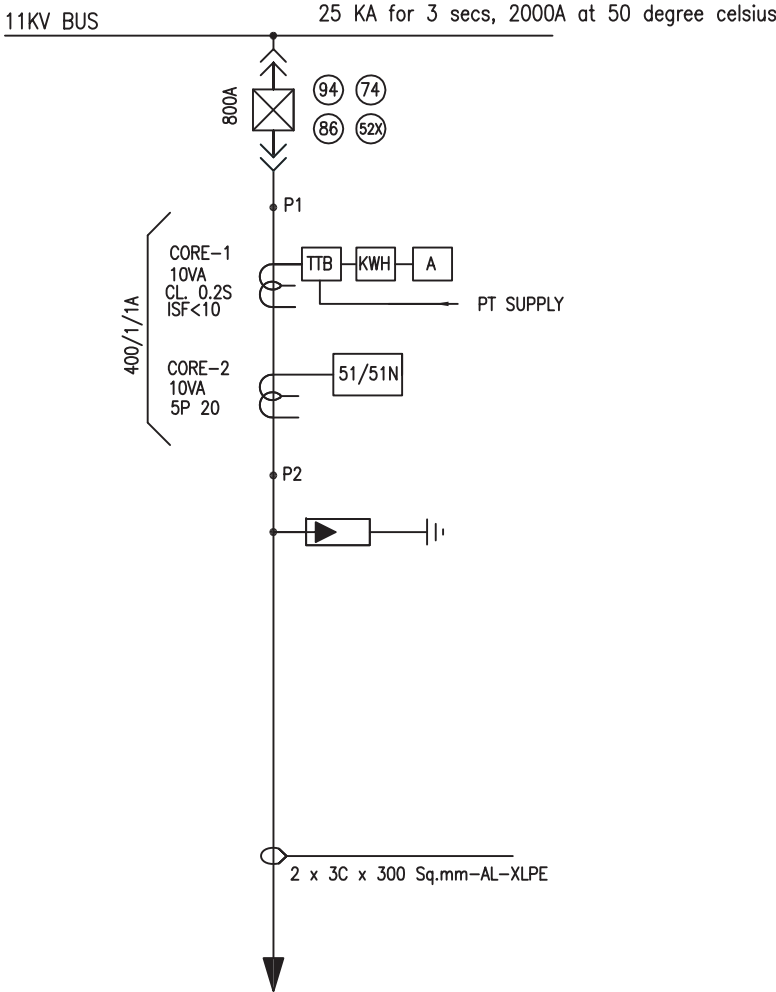 11KV BUS
25 KA for 3 secs, 2000A at 50 degree celsius
800A
94
74
86
52X
P1
400/1/1A
CORE-1
10VA
CL. 0.2S
ISF<10
TTB
KWH
A
PT SUPPLY
CORE-2
10VA
5P 20
51/51N
P2
2 x 3C x 300 Sq.mm-AL-XLPE